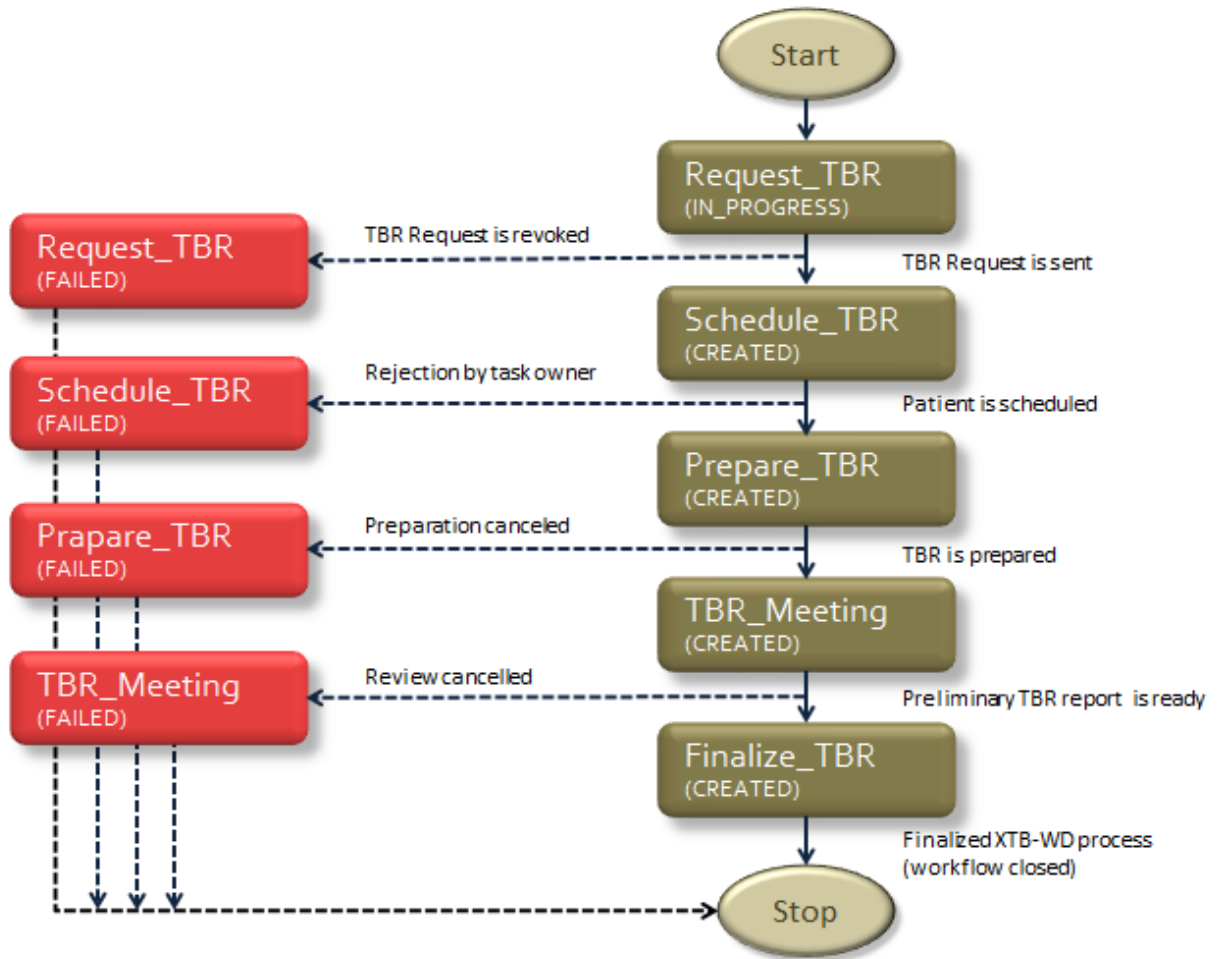 Start
Request_TBR
(IN_PROGRESS)
TBR Request is revoked
Request_TBR
(FAILED)
TBR Request is sent
Schedule_TBR
(CREATED)
Rejection by task owner
Schedule_TBR
(FAILED)
Patient is scheduled
Prepare_TBR
(CREATED)
Preparation canceled
Prapare_TBR
(FAILED)
TBR is prepared
TBR_Meeting
(CREATED)
Review cancelled
TBR_Meeting
(FAILED)
Preliminary TBR report is ready
Finalize_TBR
(CREATED)
Finalized XTB-WD process
(workflow closed)
Stop